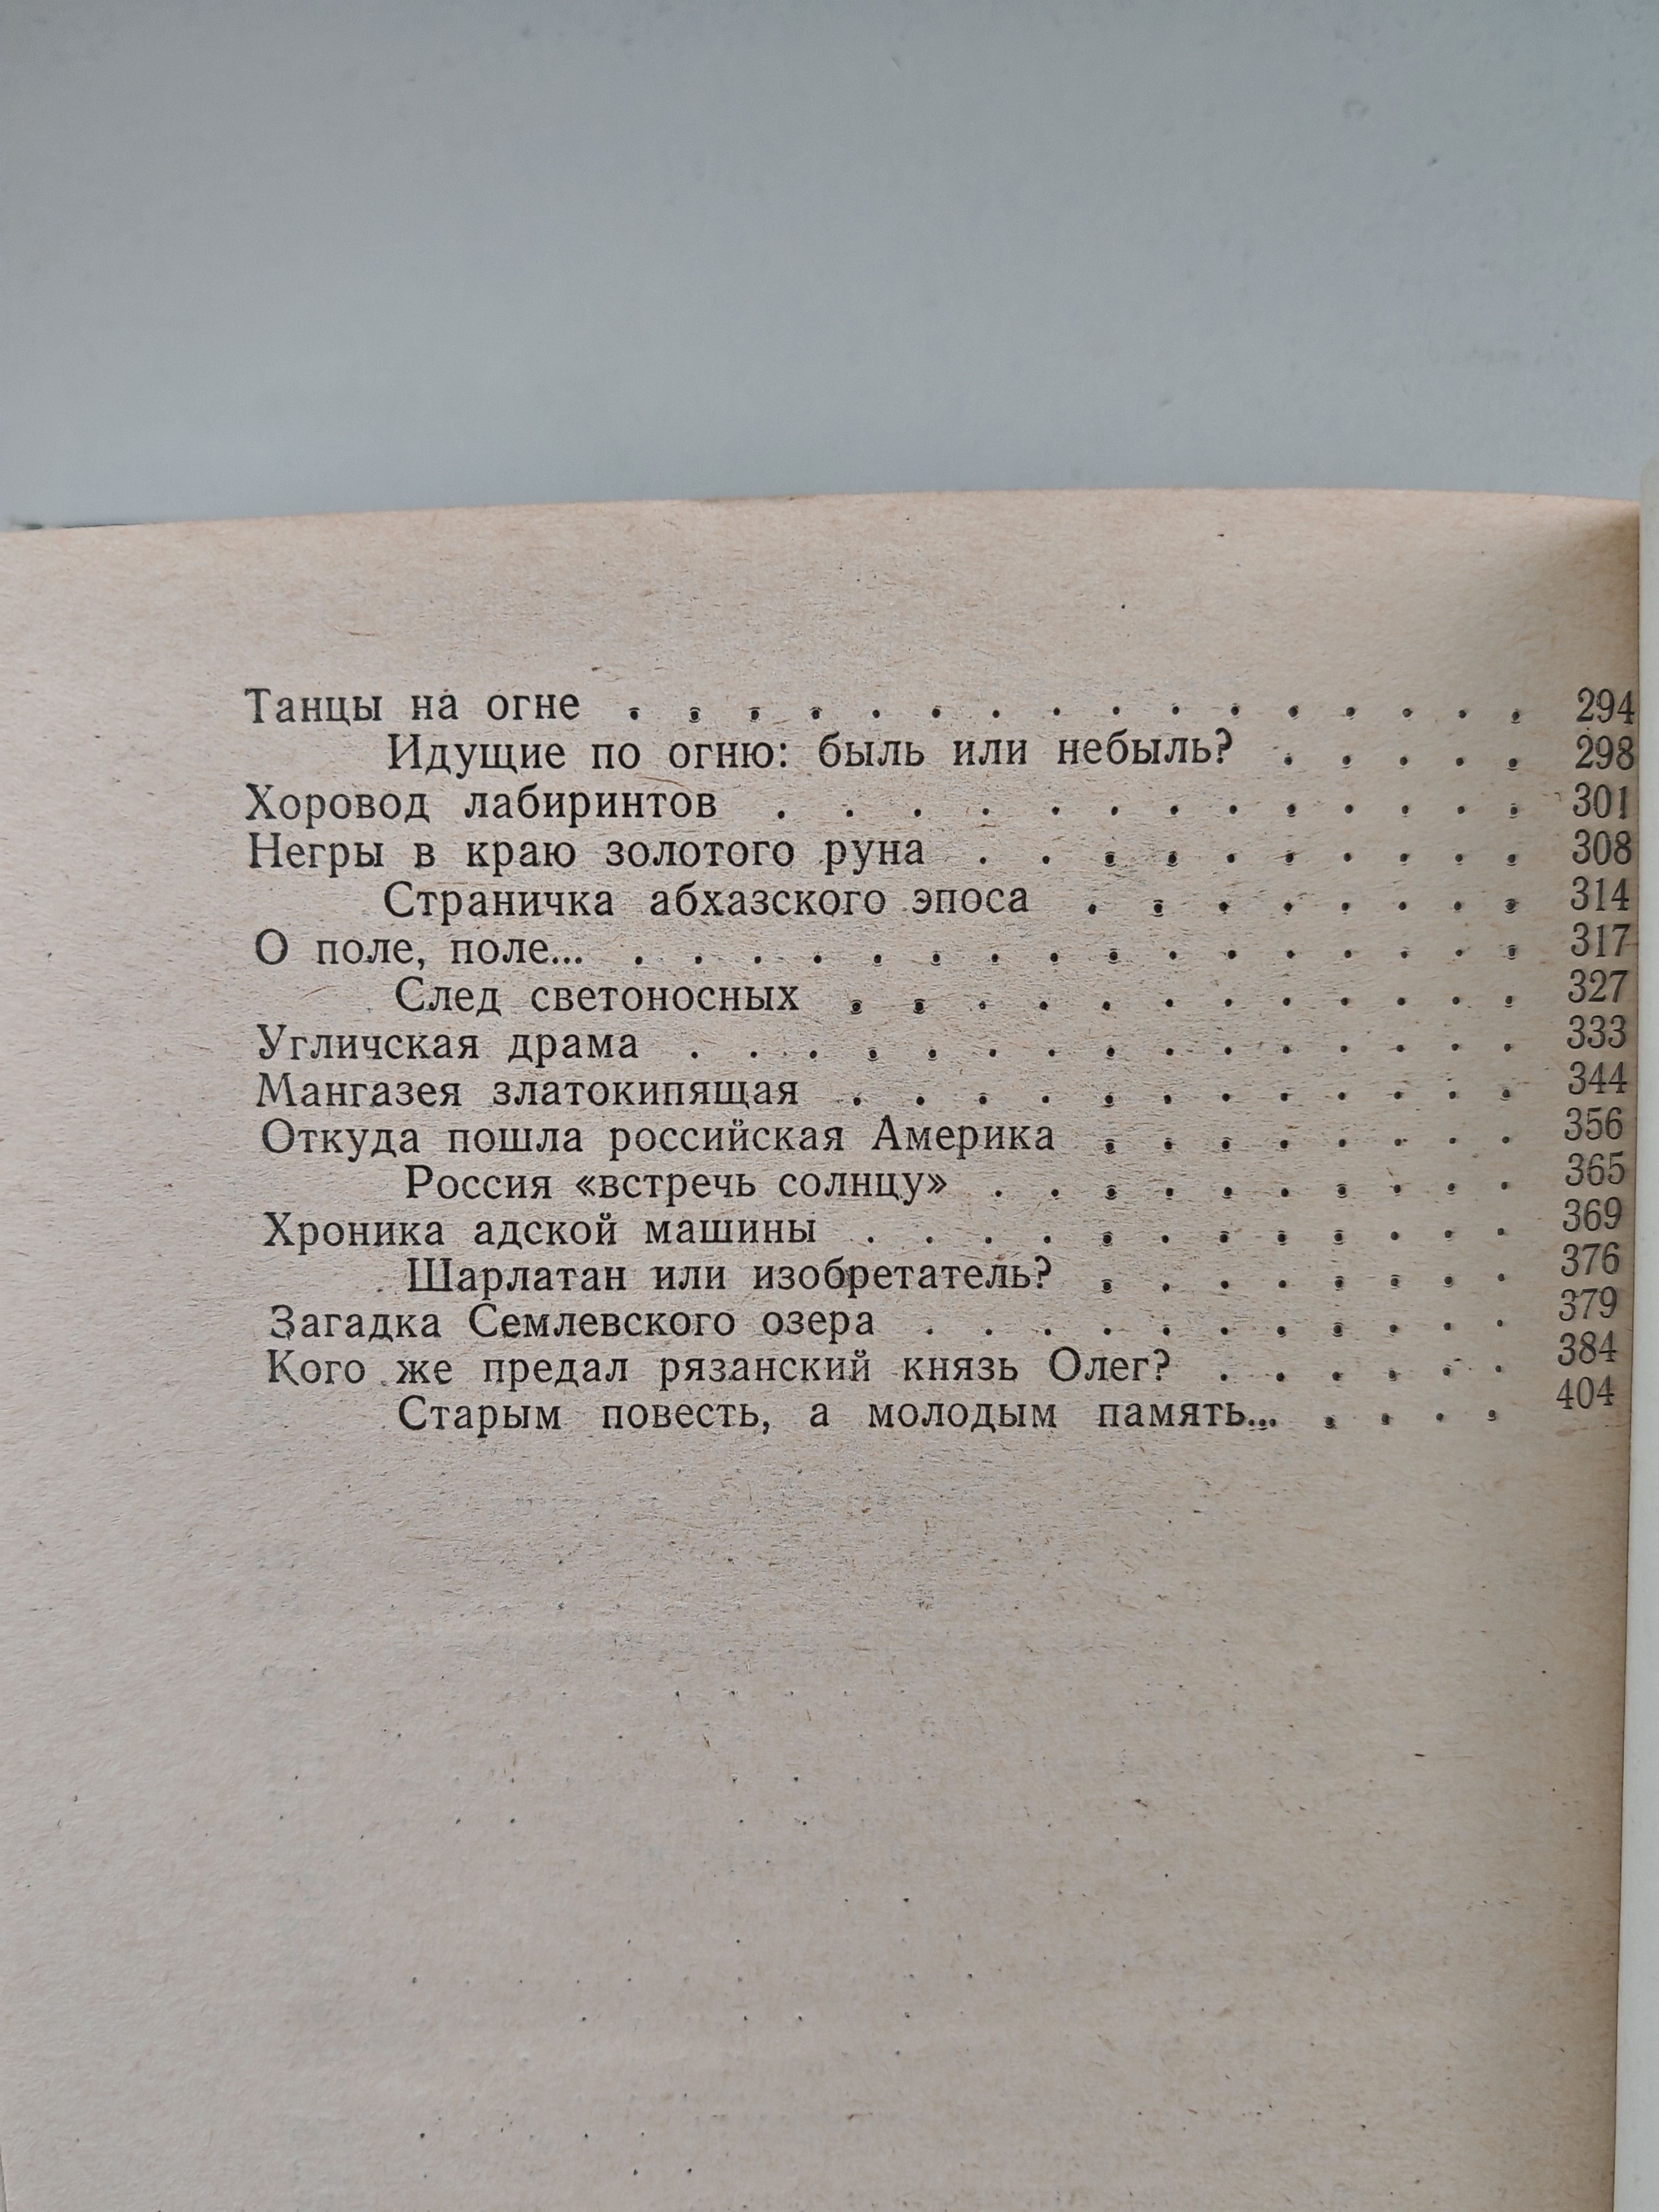 Танцы на огне . . . . . . . . . . . . . . . . 294
Идущие по огню: быль или небыль? . . . . . 298
Хоровод лабиринтов . . . . . . . . . . . . 301
Негры в краю золотого руна . . . . . . . . . . 308
Страничка абхазского эпоса . . . . . . . . 314
О поле, поле... . . . . . . . . . . . . . . . . 317
След светоносных . . . . . . . . . . . . 327
Угличская драма . . . . . . . . . . . . . . . 333
Мангазея златокипящая . . . . . . . . . . . . 344
Откуда пошла российская Америка . . . . . . . . 356
Россия «встречь солнцу» . . . . . . . . . . 365
Хроника адской машины . . . . . . . . . . . . 369
Шарлатан или изобретатель? . . . . . . . . 376
Загадка Семлевского озера . . . . . . . . . . . 379
Кого же предал рязанский князь Олег? . . . . . . 384
Старым повесть, а молодым память... . . . . 404